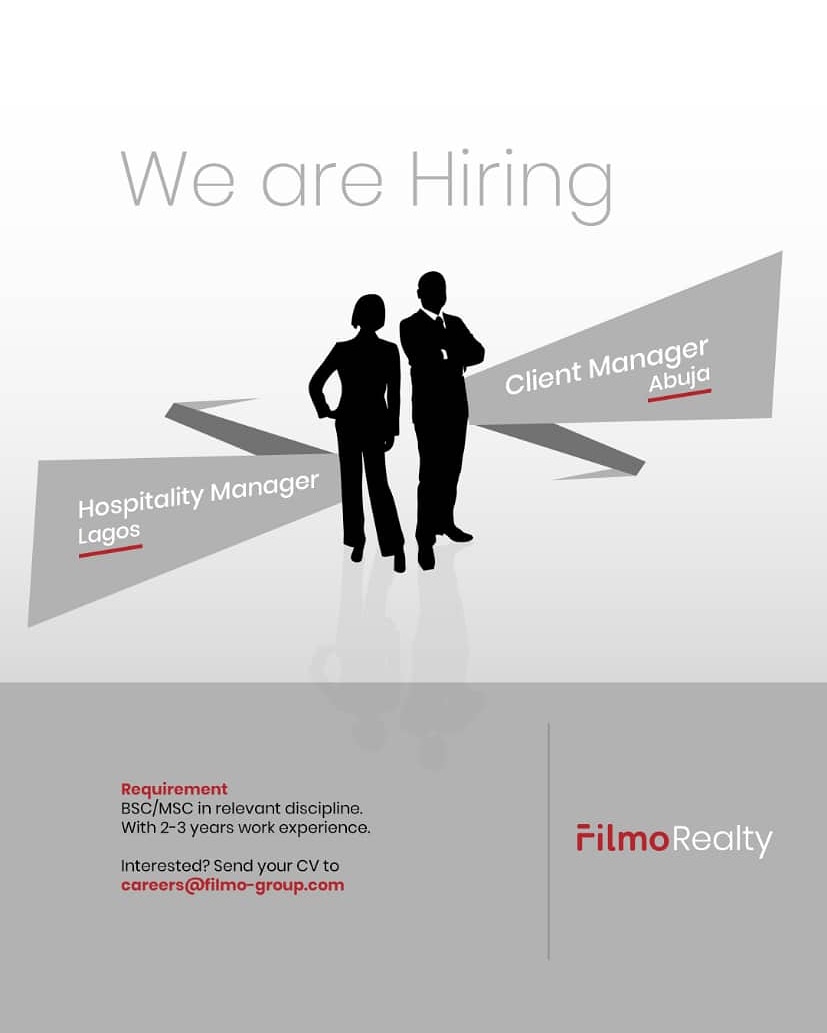 We are Hiring
Client Manager
Abuja
Hospitality Manager
Lagos
Requirement
BSC/MSC in relevant discipline.
With 2-3 years work experience.
Interested? Send your CV to
careers@filmo-group.com
FilmoRealty